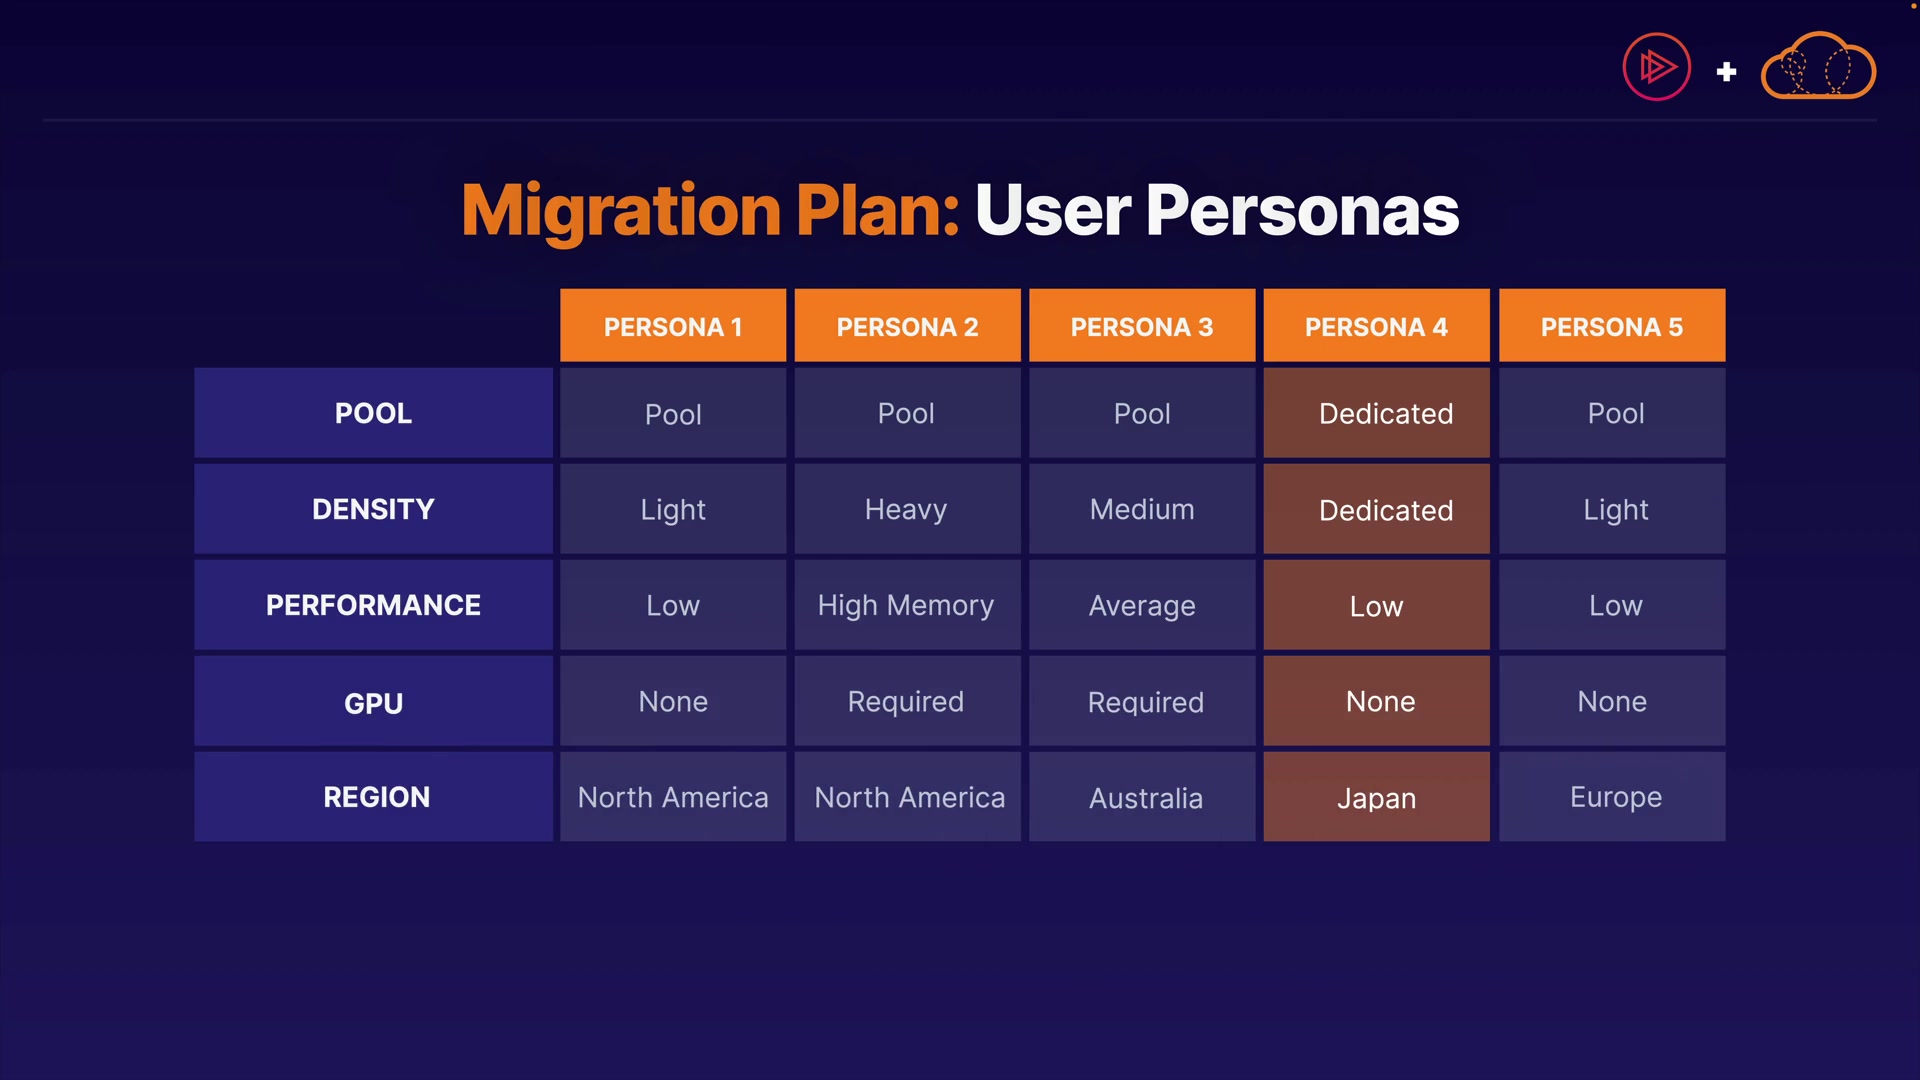 Migration Plan: User Personas
PERSONA 1 PERSONA 2 PERSONA 3 PERSONA 4 PERSONA 5
POOL Pool Pool Pool Dedicated Pool
DENSITY Light Heavy Medium Dedicated Light
PERFORMANCE Low High Memory Average Low Low
GPU None Required Required None None
REGION North America North America Australia Japan Europe